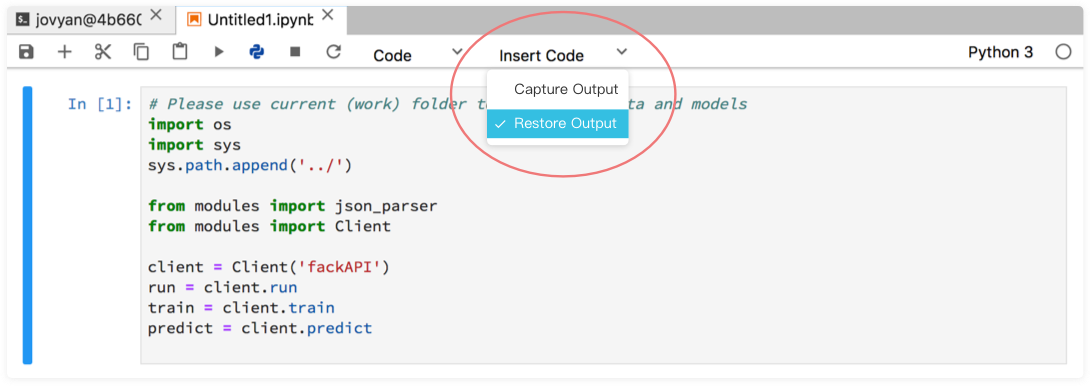 jovyan@4b660
Untitled1.ipynb
Code
Insert Code
Python 3
Capture Output
Restore Output
In [1]:
# Please use current (work) folder t ta and models
import os
import sys
sys.path.append('../')
from modules import json_parser
from modules import Client
client = Client('fackAPI')
run = client.run
train = client.train
predict = client.predict